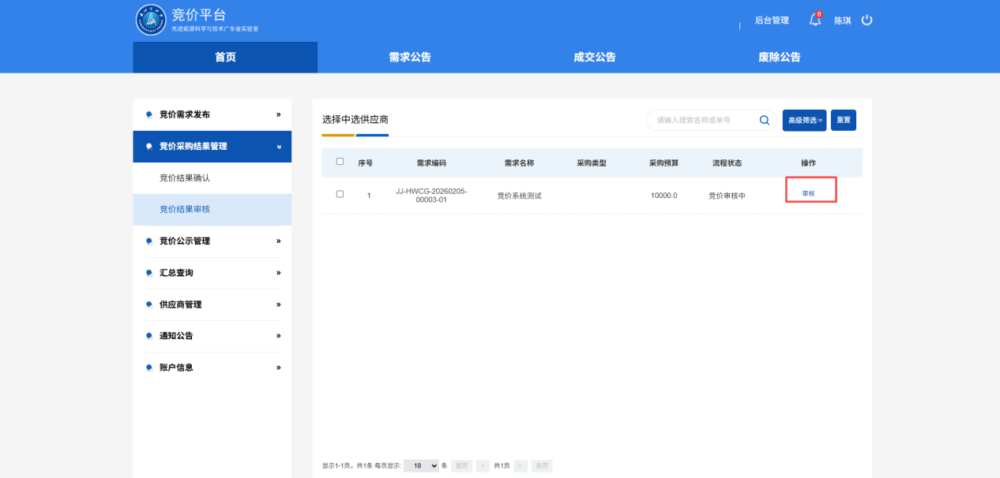 竞价平台
先进能源科学与技术广东省实验室
后台管理
0
陈琪
首页
需求公告
成交公告
废除公告
竞价需求发布 »
竞价采购结果管理
竞价结果确认
竞价结果审核
竞价公示管理 »
汇总查询 »
供应商管理 »
通知公告 »
账户信息 »
选择中选供应商
请输入搜索名称或单号
高级筛选
重置
序号 需求编码 需求名称 采购类型 采购预算 流程状态 操作
1 JJ-HWCG-20260205-00003-01 竞价系统测试 10000.0 竞价审核中 审核
显示1-1页，共1条 每页显示: 10 条 首页 < 共1页 > 末页